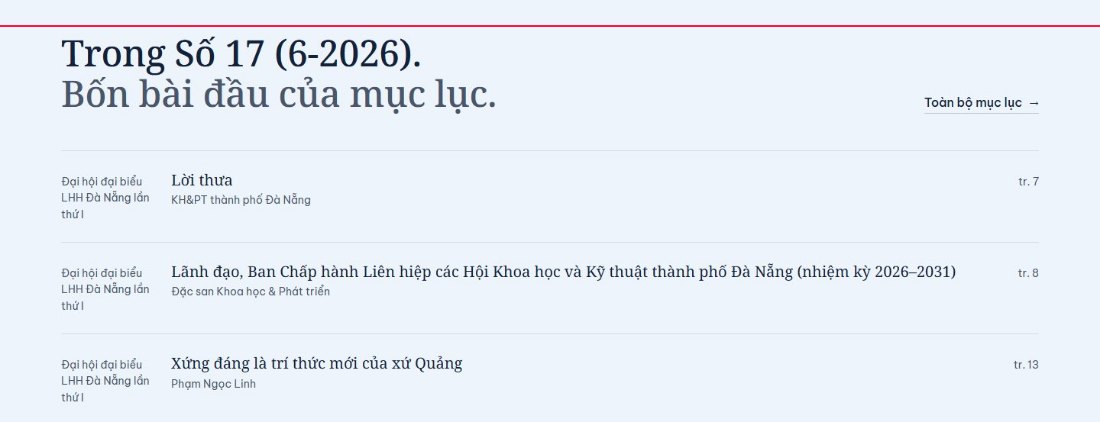 Trong Số 17 (6-2026).
Bốn bài đầu của mục lục.
Toàn bộ mục lục →
Đại hội đại biểu
LHH Đà Nẵng lần
thứ I
Lời thưa
KH&PT thành phố Đà Nẵng
tr. 7
Đại hội đại biểu
LHH Đà Nẵng lần
thứ I
Lãnh đạo, Ban Chấp hành Liên hiệp các Hội Khoa học và Kỹ thuật thành phố Đà Nẵng (nhiệm kỳ 2026–2031)
Đặc san Khoa học & Phát triển
tr. 8
Đại hội đại biểu
LHH Đà Nẵng lần
thứ I
Xứng đáng là trí thức mới của xứ Quảng
Phạm Ngọc Linh
tr. 13